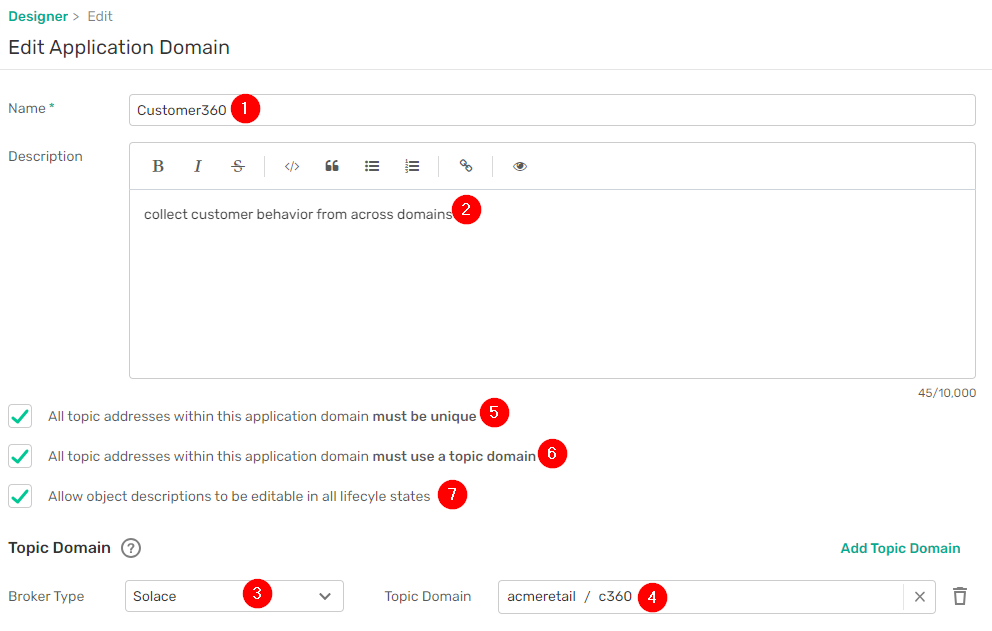 Designer > Edit
Edit Application Domain
Name *
Customer360 1
Description
B I S </>
collect customer behavior from across domains 2
45/10,000
All topic addresses within this application domain must be unique 5
All topic addresses within this application domain must use a topic domain 6
Allow object descriptions to be editable in all lifecyle states 7
Topic Domain ? Add Topic Domain
Broker Type Solace 3 Topic Domain acmeretail / c360 4